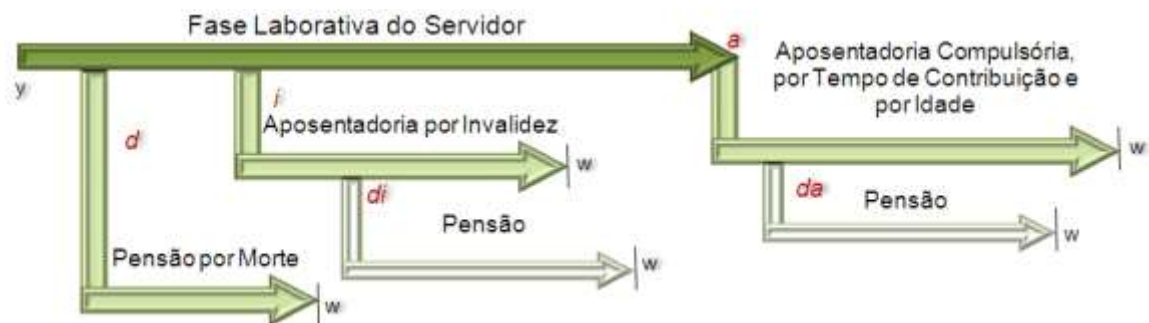 Fase Laborativa do Servidor
a
Aposentadoria Compulsória,
por Tempo de Contribuição e
por Idade
y
i
Aposentadoria por Invalidez
d
w
w
di
da
Pensão
Pensão
w
w
Pensão por Morte
w